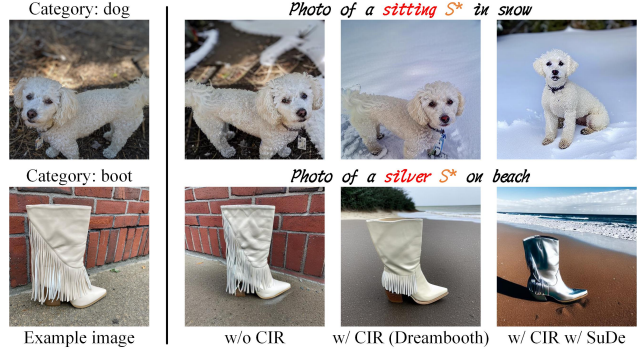 Category: dog
Photo of a sitting S* in snow
Category: boot
Photo of a silver S* on beach
Example image
w/o CIR
w/ CIR (Dreambooth)
w/ CIR w/ SuDe